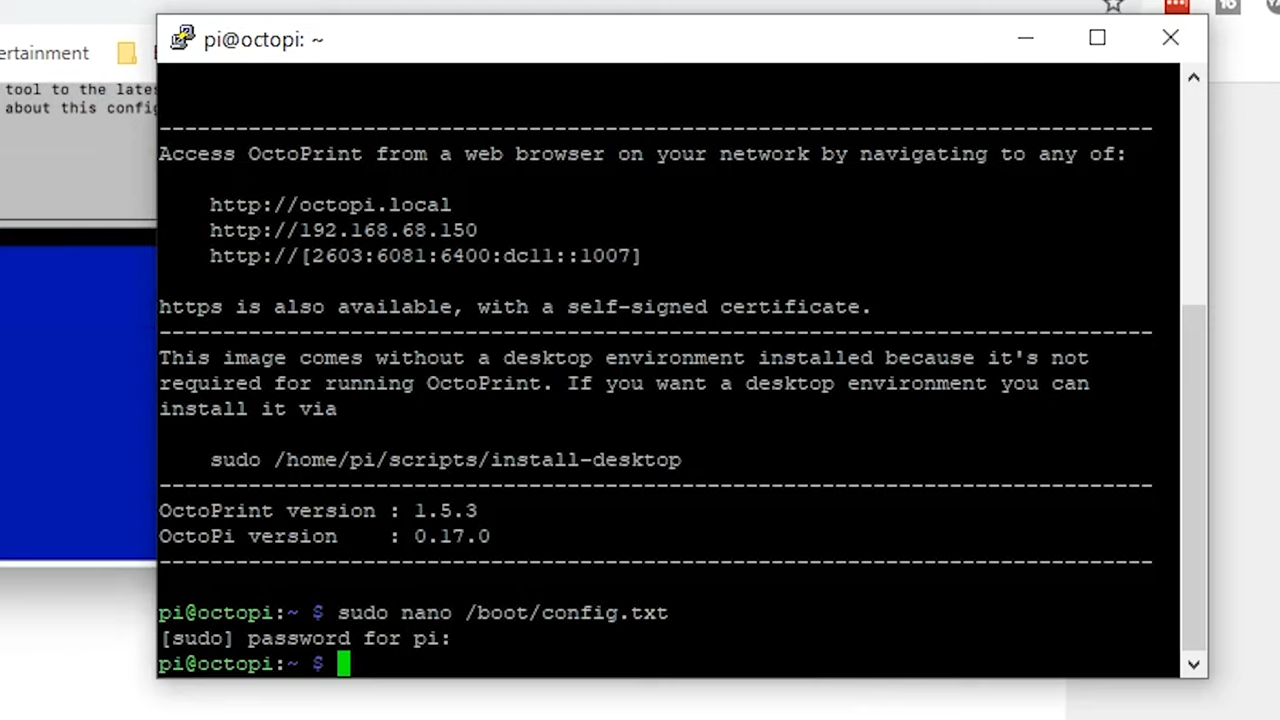 pi@octopi: ~
ertainment
tool to the lates
about this config
--------------------------------------------------------------------------------
Access OctoPrint from a web browser on your network by navigating to any of:
http://octopi.local
http://192.168.68.150
http://[2603:6081:6400:dc11::1007]
https is also available, with a self-signed certificate.
--------------------------------------------------------------------------------
This image comes without a desktop environment installed because it's not
required for running OctoPrint. If you want a desktop environment you can
install it via
sudo /home/pi/scripts/install-desktop
--------------------------------------------------------------------------------
OctoPrint version : 1.5.3
OctoPi version    : 0.17.0
--------------------------------------------------------------------------------
pi@octopi:~ $ sudo nano /boot/config.txt
[sudo] password for pi:
pi@octopi:~ $